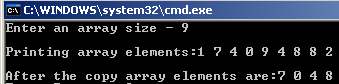 C:\WINDOWS\system32\cmd.exe
Enter an array size - 9
Printing array elements:1 7 4 0 9 4 8 8 2
After the copy array elements are:7 0 4 8